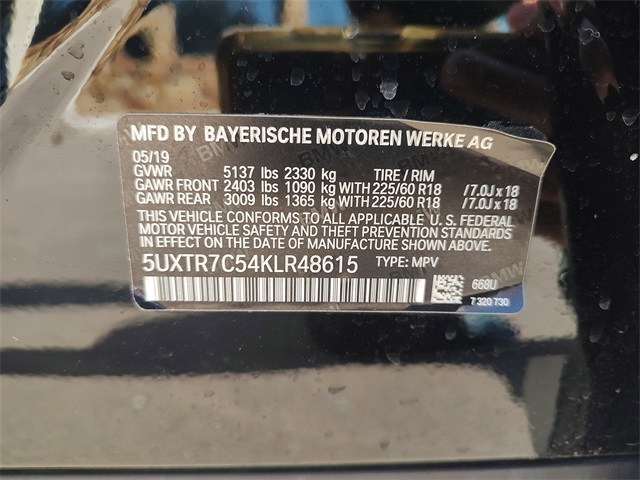 MFD BY BAYERISCHE MOTOREN WERKE AG
05/19
GVWR 5137 lbs 2330 kg TIRE / RIM
GAWR FRONT 2403 lbs 1090 kg WITH 225/60 R18 /7.0J x 18
GAWR REAR 3009 lbs 1365 kg WITH 225/60 R18 /7.0J x 18
THIS VEHICLE CONFORMS TO ALL APPLICABLE U. S. FEDERAL
MOTOR VEHICLE SAFETY AND THEFT PREVENTION
STANDARDS IN EFFECT ON THE DATE OF MANUFACTURE SHOWN ABOVE.
5UXTR7C54KLR48615 TYPE: MPV
668U
7 320 730